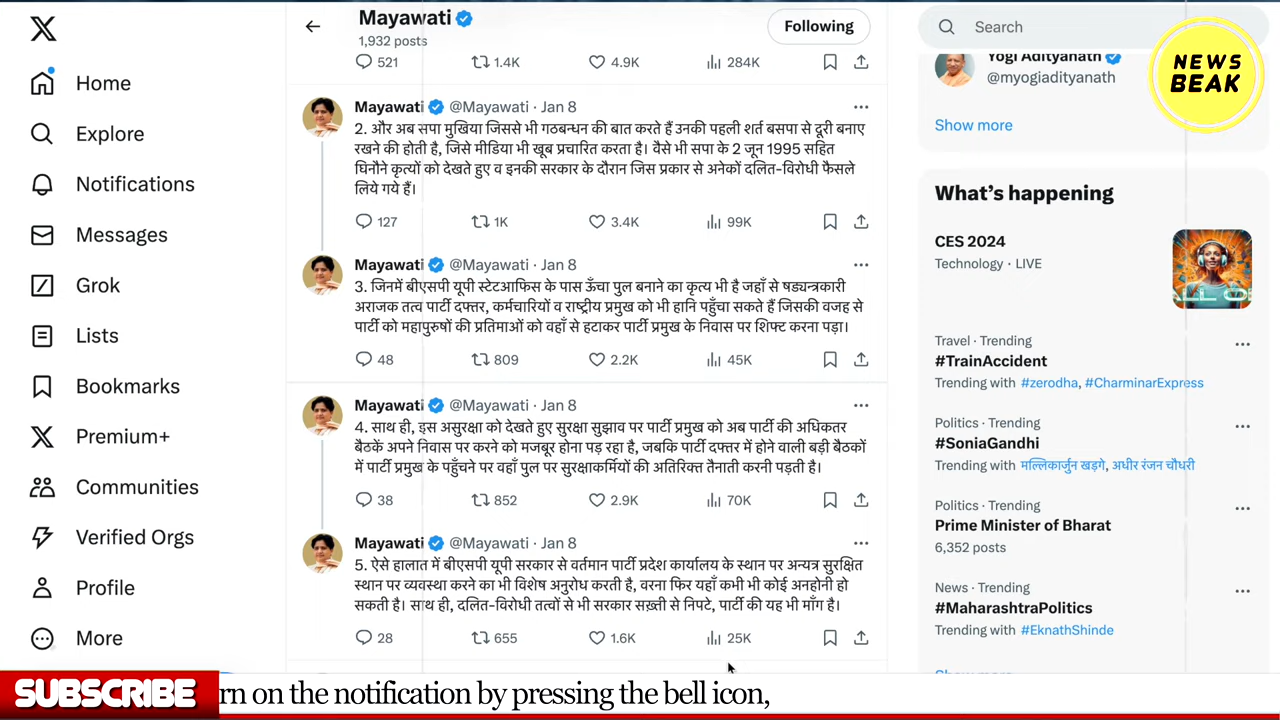 Home
Explore
Notifications
Messages
Grok
Lists
Bookmarks
Premium+
Communities
Verified Orgs
Profile
More
Mayawati
1,932 posts
Following
521 1.4K 4.9K 284K
Mayawati @Mayawati · Jan 8
2. और अब सपा मुखिया जिससे भी गठबन्धन की बात करते हैं उनकी पहली शर्त बसपा से दूरी बनाए
रखने की होती है, जिसे मीडिया भी खूब प्रचारित करता है। वैसे भी सपा के 2 जून 1995 सहित
घिनौने कृत्यों को देखते हुए व इनकी सरकार के दौरान जिस प्रकार से अनेकों दलित-विरोधी फैसले
लिये गये हैं।
127 1K 3.4K 99K
Mayawati @Mayawati · Jan 8
3. जिनमें बीएसपी यूपी स्टेटआफिस के पास ऊँचा पुल बनाने का कृत्य भी है जहाँ से षड्यन्त्रकारी
अराजक तत्व पार्टी दफ्तर, कर्मचारियों व राष्ट्रीय प्रमुख को भी हानि पहुँचा सकते हैं जिसकी वजह से
पार्टी को महापुरुषों की प्रतिमाओं को वहाँ से हटाकर पार्टी प्रमुख के निवास पर शिफ्ट करना पड़ा।
48 809 2.2K 45K
Mayawati @Mayawati · Jan 8
4. साथ ही, इस असुरक्षा को देखते हुए सुरक्षा सुझाव पर पार्टी प्रमुख को अब पार्टी की अधिकतर
बैठकें अपने निवास पर करने को मजबूर होना पड़ रहा है, जबकि पार्टी दफ्तर में होने वाली बड़ी बैठकों
में पार्टी प्रमुख के पहुँचने पर वहाँ पुल पर सुरक्षाकर्मियों की अतिरिक्त तैनाती करनी पड़ती है।
38 852 2.9K 70K
Mayawati @Mayawati · Jan 8
5. ऐसे हालात में बीएसपी यूपी सरकार से वर्तमान पार्टी प्रदेश कार्यालय के स्थान पर अन्यत्र सुरक्षित
स्थान पर व्यवस्था करने का भी विशेष अनुरोध करती है, वरना फिर यहाँ कभी भी कोई अनहोनी हो
सकती है। साथ ही, दलित-विरोधी तत्वों से भी सरकार सख़्ती से निपटे, पार्टी की यह भी माँग है।
28 655 1.6K 25K
Search
Yogi Adityanath
@myogiadityanath
Show more
NEWS
BEAK
What's happening
CES 2024
Technology · LIVE
Travel · Trending
#TrainAccident
Trending with #zerodha, #CharminarExpress
Politics · Trending
#SoniaGandhi
Trending with मल्लिकार्जुन खड़गे, अधीर रंजन चौधरी
Politics · Trending
Prime Minister of Bharat
6,352 posts
News · Trending
#MaharashtraPolitics
Trending with #EknathShinde
SUBSCRIBE
rn on the notification by pressing the bell icon,